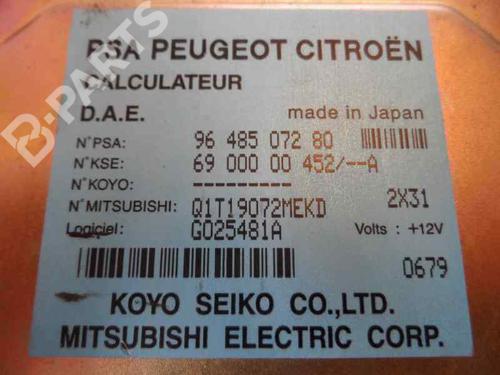 PSA PEUGEOT CITROËN
CALCULATEUR
D.A.E. made in Japan
N°PSA: 96 485 072 80
N°KSE: 69 000 00 452/--A
N°KOYO: ----------
N°MITSUBISHI: Q1T19072MEKD 2X31
Logiciel: G025481A Volts : +12V
0679
KOYO SEIKO CO.,LTD.
MITSUBISHI ELECTRIC CORP.